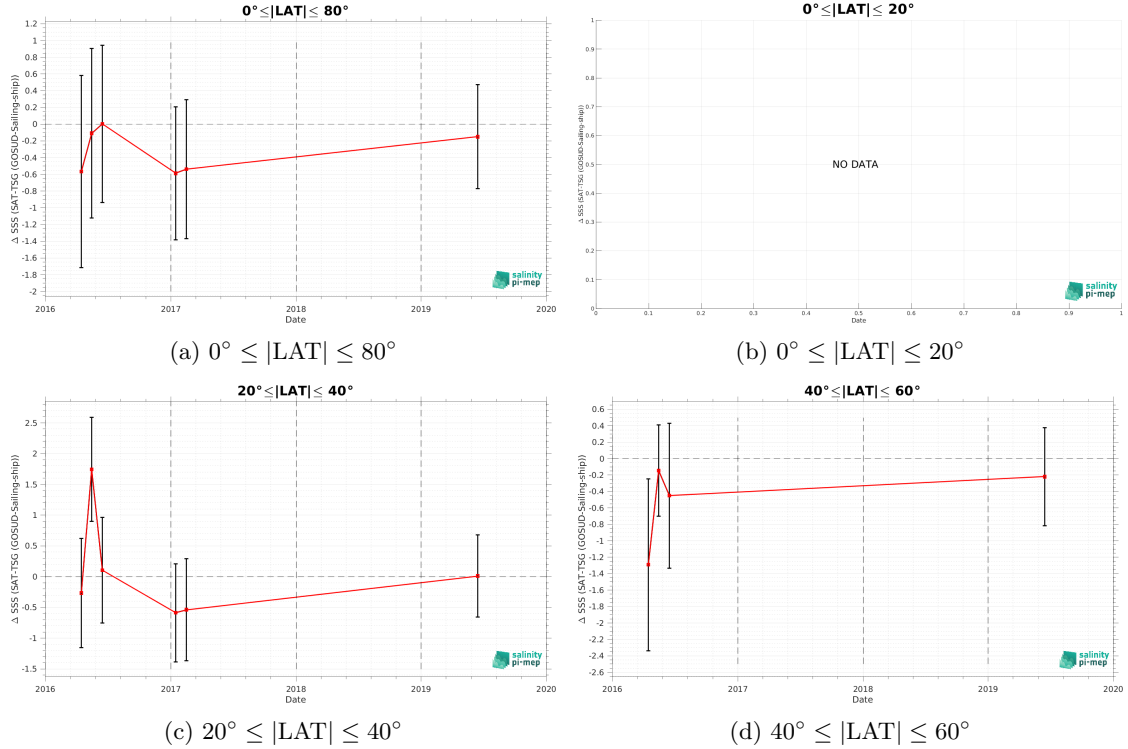 0°≤|LAT|≤ 80°
Δ SSS (SAT-TSG (GOSUD-Sailing-ship))
1.2
1
0.8
0.6
0.4
0.2
0
-0.2
-0.4
-0.6
-0.8
-1
-1.2
-1.4
-1.6
-1.8
-2
2016 2017 2018 2019 2020
Date
salinity
pi-mep
(a) 0° ≤ |LAT| ≤ 80°
0°≤|LAT|≤ 20°
Δ SSS (SAT-TSG (GOSUD-Sailing-ship))
1
0.9
0.8
0.7
0.6
0.5
0.4
0.3
0.2
0.1
0
NO DATA
0 0.1 0.2 0.3 0.4 0.5 0.6 0.7 0.8 0.9 1
Date
salinity
pi-mep
(b) 0° ≤ |LAT| ≤ 20°
20°≤|LAT|≤ 40°
Δ SSS (SAT-TSG (GOSUD-Sailing-ship))
2.5
2
1.5
1
0.5
0
-0.5
-1
-1.5
2016 2017 2018 2019 2020
Date
salinity
pi-mep
(c) 20° ≤ |LAT| ≤ 40°
40°≤|LAT|≤ 60°
Δ SSS (SAT-TSG (GOSUD-Sailing-ship))
0.6
0.4
0.2
0
-0.2
-0.4
-0.6
-0.8
-1
-1.2
-1.4
-1.6
-1.8
-2
-2.2
-2.4
-2.6
2016 2017 2018 2019 2020
Date
salinity
pi-mep
(d) 40° ≤ |LAT| ≤ 60°